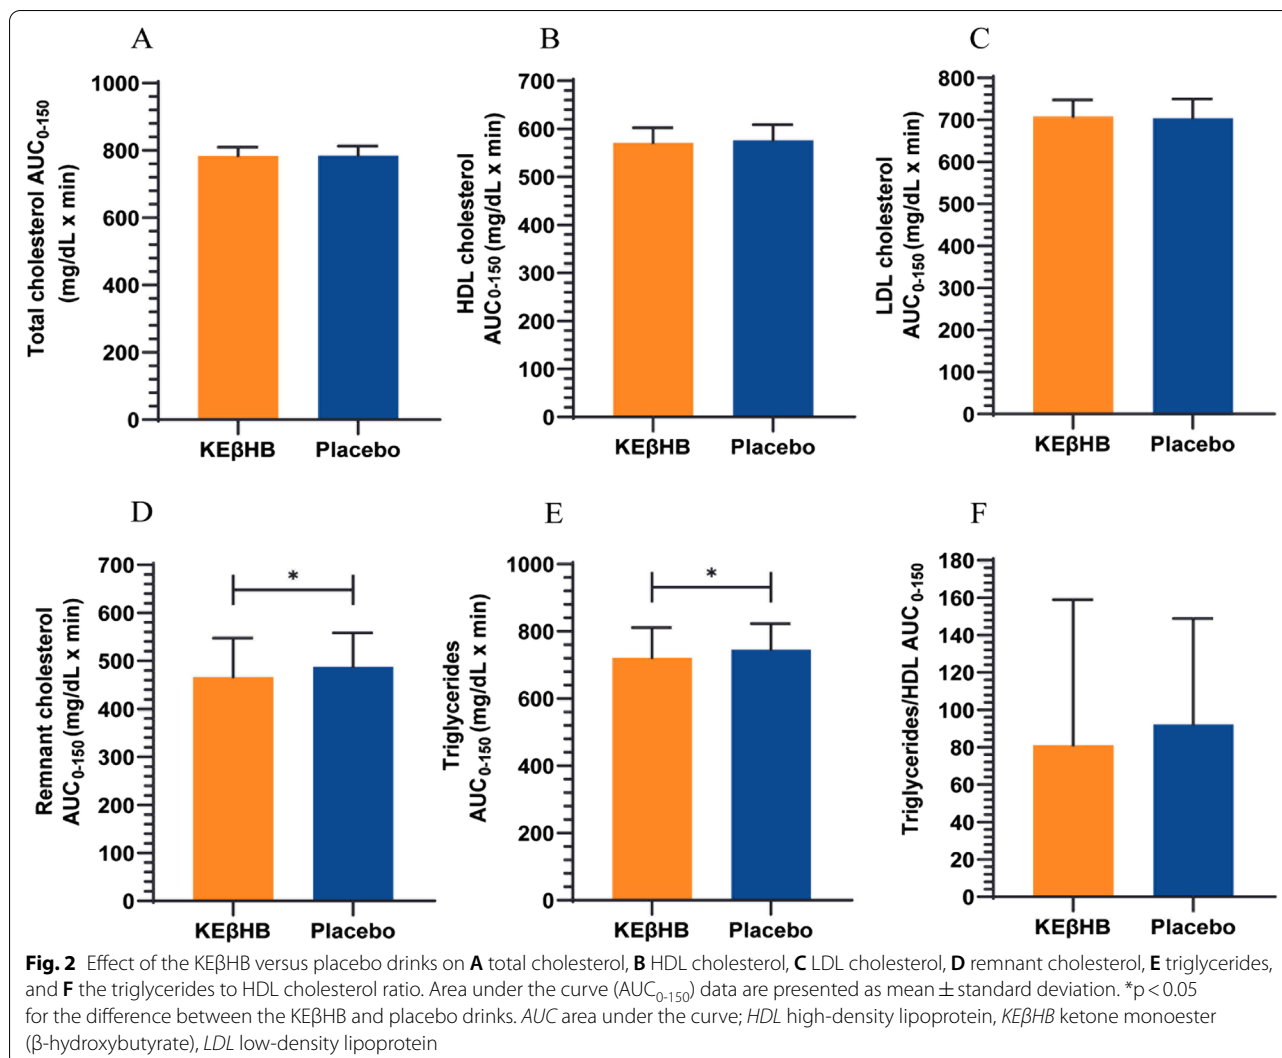 A
B
C
Total cholesterol AUC0-150
(mg/dL x min)
1000
800
600
400
200
0
KEβHB Placebo
HDL cholesterol
AUC0-150 (mg/dL x min)
700
600
500
400
300
200
100
0
KEβHB Placebo
LDL cholesterol
AUC0-150 (mg/dL x min)
800
700
600
500
400
300
200
100
0
KEβHB Placebo
D
E
F
Remnant cholesterol
AUC0-150 (mg/dL x min)
700
600
500
400
300
200
100
0
*
KEβHB Placebo
Triglycerides
AUC0-150 (mg/dL x min)
1000
800
600
400
200
0
*
KEβHB Placebo
Triglycerides/HDL AUC0-150
180
160
140
120
100
80
60
40
20
0
KEβHB Placebo
Fig. 2 Effect of the KEβHB versus placebo drinks on A total cholesterol, B HDL cholesterol, C LDL cholesterol, D remnant cholesterol, E triglycerides,
and F the triglycerides to HDL cholesterol ratio. Area under the curve (AUC0-150) data are presented as mean ± standard deviation. *p < 0.05
for the difference between the KEβHB and placebo drinks. AUC area under the curve; HDL high-density lipoprotein, KEβHB ketone monoester
(β-hydroxybutyrate), LDL low-density lipoprotein